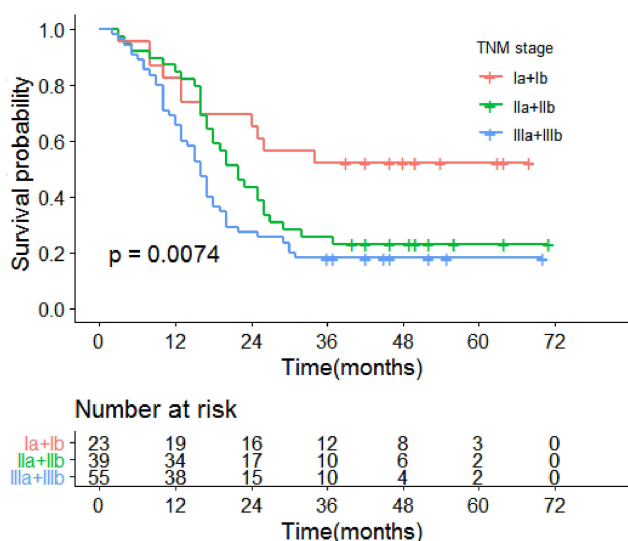 TNM stage
Ia+Ib
IIa+IIb
IIIa+IIIb
Survival probability
1.0
0.8
0.6
0.4
0.2
0.0
p = 0.0074
0 12 24 36 48 60 72
Time(months)
Number at risk
Ia+Ib 23 19 16 12 8 3 0
IIa+IIb 39 34 17 10 6 2 0
IIIa+IIIb 55 38 15 10 4 2 0
0 12 24 36 48 60 72
Time(months)